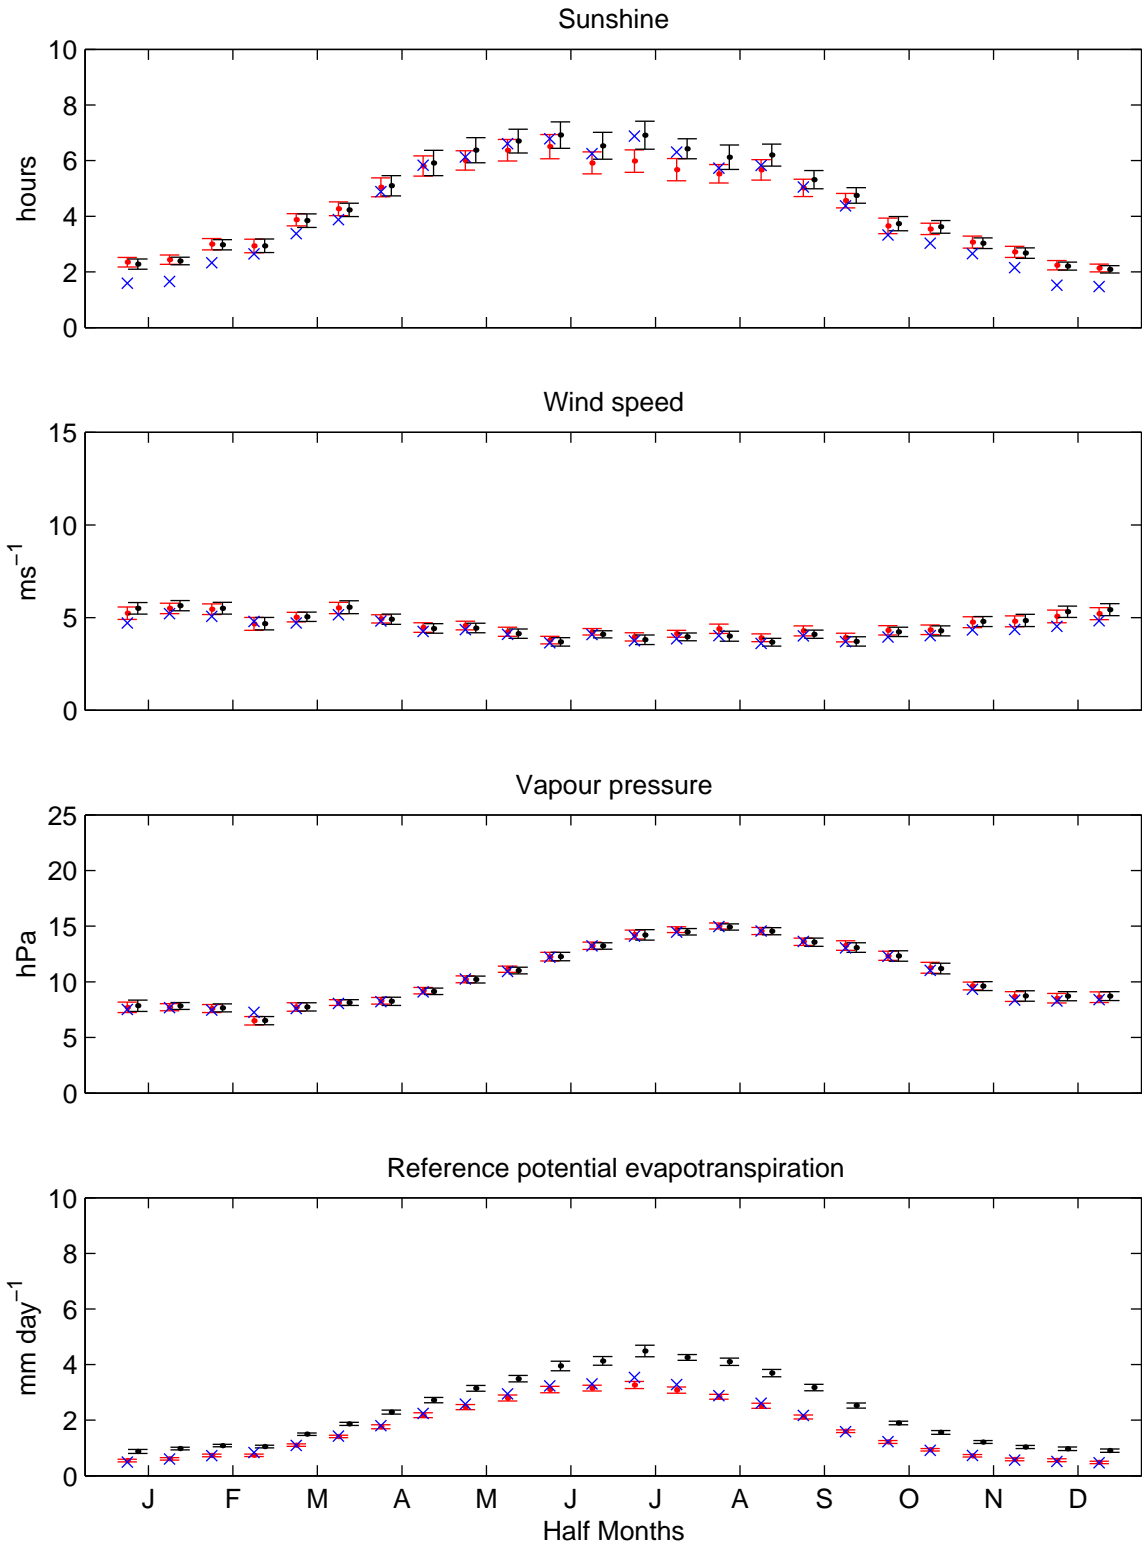 Sunshine
10
8
6
4
2
0
hours
Wind speed
15
10
5
0
ms⁻¹
Vapour pressure
25
20
15
10
5
0
hPa
Reference potential evapotranspiration
10
8
6
4
2
0
mm day⁻¹
J F M A M J J A S O N D
Half Months